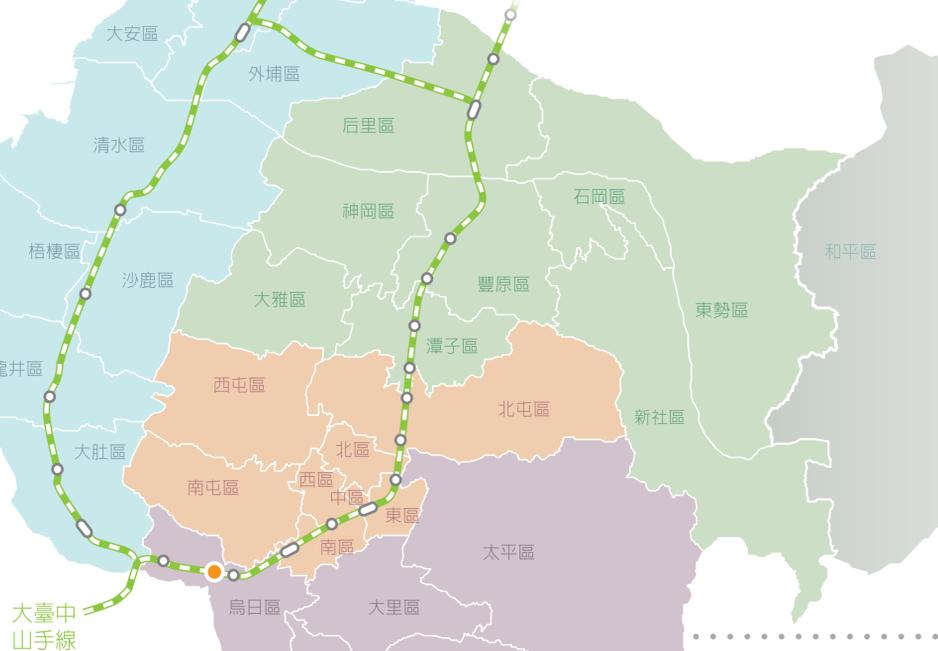 大安區
外埔區
后里區
清水區
神岡區
石岡區
梧棲區
沙鹿區
和平區
大雅區
豐原區
東勢區
潭子區
龍井區
西屯區
北屯區
新社區
大肚區
北區
南屯區
西區
中區
東區
南區
太平區
烏日區
大里區
大臺中
山手線